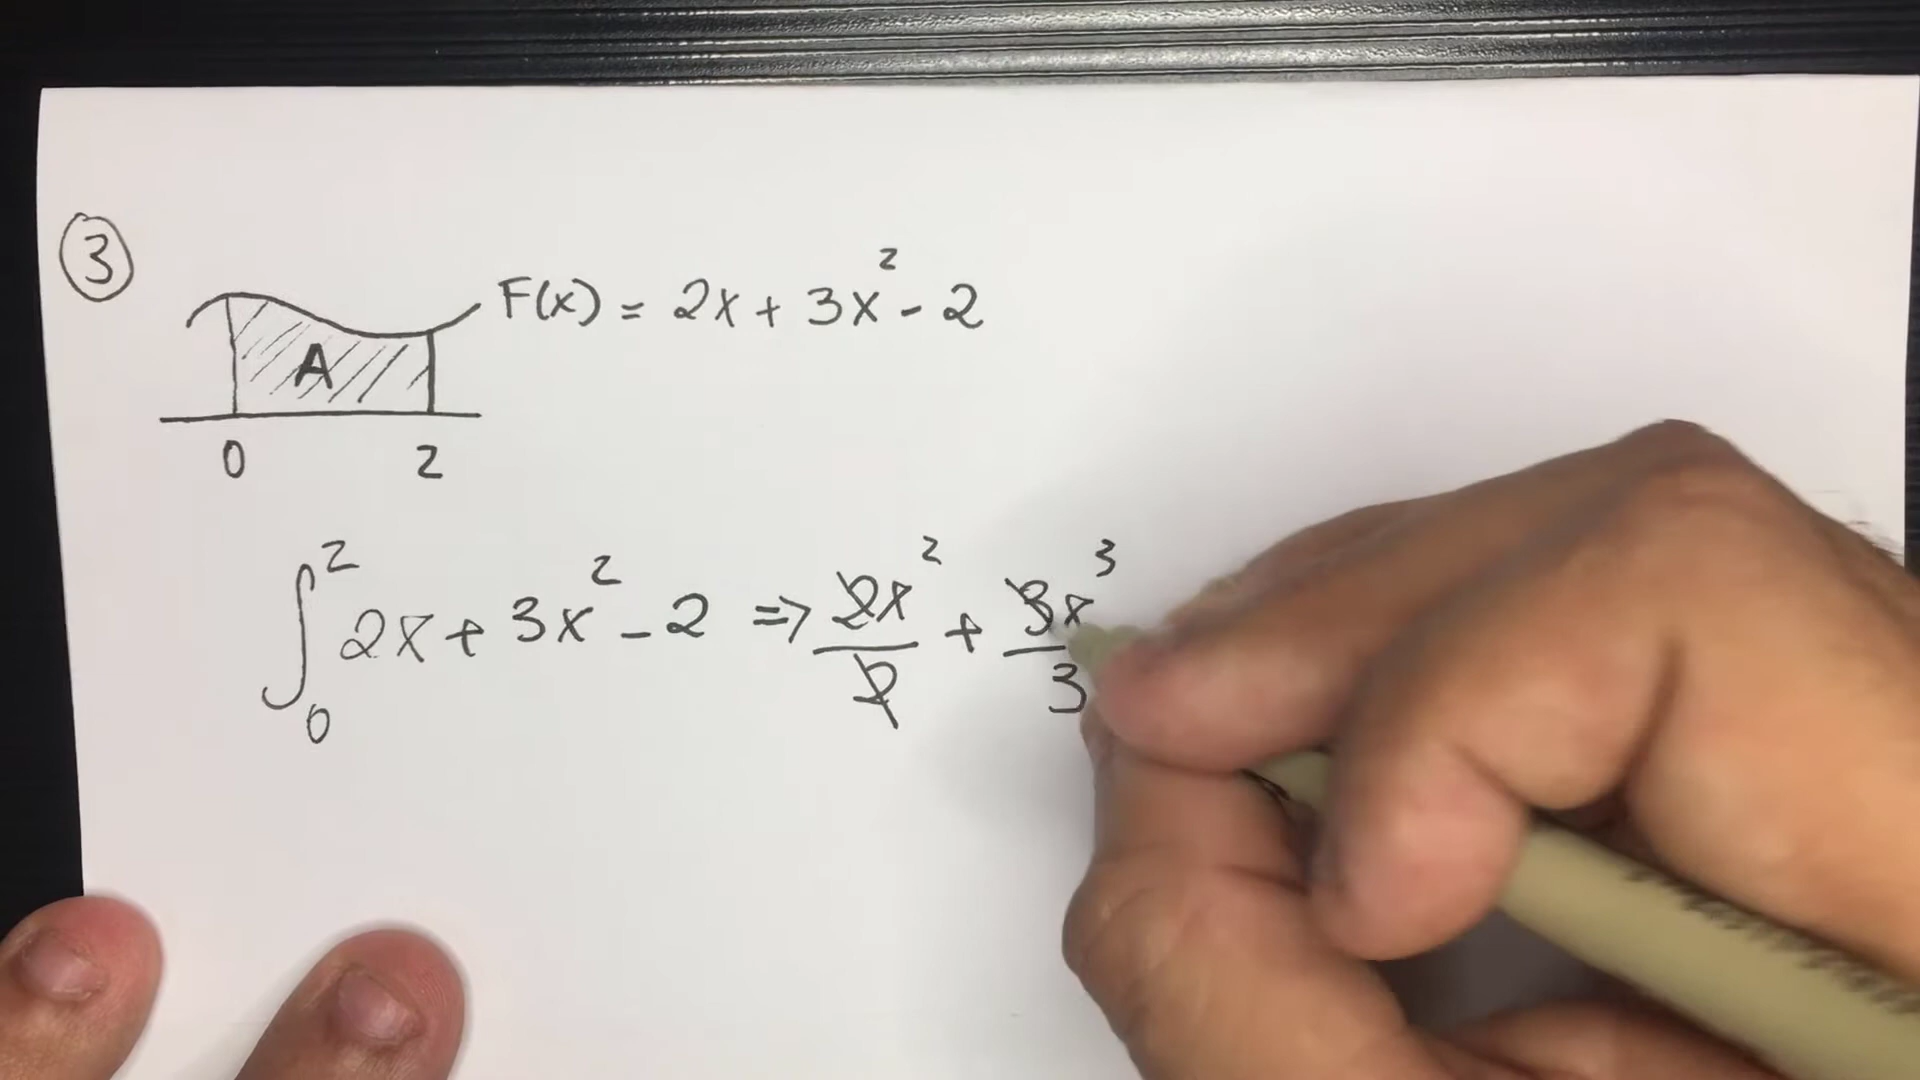 ③
F(x) = 2x + 3x² - 2
A
0 2
∫₀² 2x + 3x² - 2 => 2x²/2 + 3x³/3